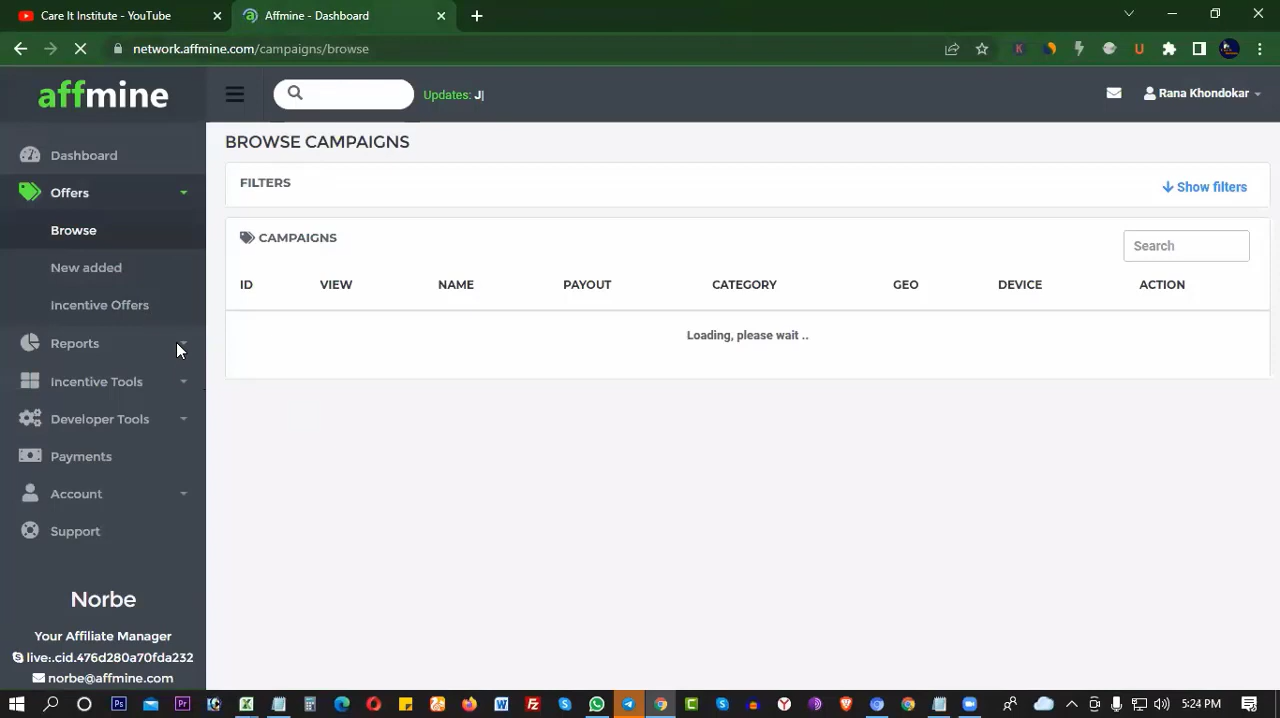 Care It Institute - YouTube
Affmine - Dashboard
network.affmine.com/campaigns/browse
affmine
Updates: J|
Rana Khondokar
Dashboard
Offers
Browse
New added
Incentive Offers
Reports
Incentive Tools
Developer Tools
Payments
Account
Support
Norbe
Your Affiliate Manager
live:.cid.476d280a70fda232
norbe@affmine.com
BROWSE CAMPAIGNS
FILTERS
Show filters
CAMPAIGNS
Search
ID VIEW NAME PAYOUT CATEGORY GEO DEVICE ACTION
Loading, please wait ..
5:24 PM